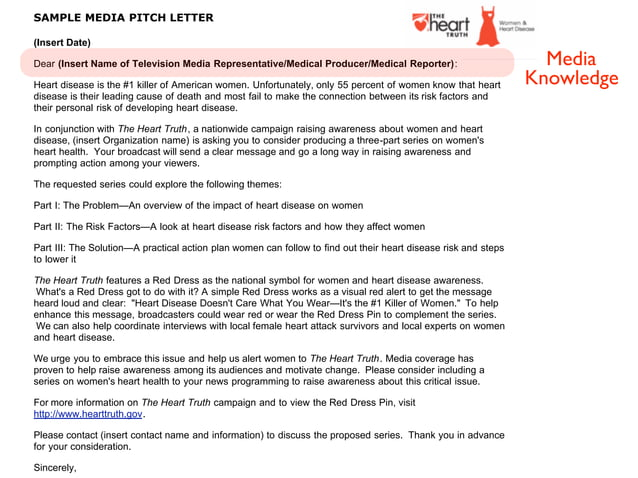 SAMPLE MEDIA PITCH LETTER
THE
heart
TRUTH
Women &
Heart Disease
(Insert Date)
Dear (Insert Name of Television Media Representative/Medical Producer/Medical Reporter):
Media
Knowledge
Heart disease is the #1 killer of American women. Unfortunately, only 55 percent of women know that heart
disease is their leading cause of death and most fail to make the connection between its risk factors and
their personal risk of developing heart disease.
In conjunction with The Heart Truth, a nationwide campaign raising awareness about women and heart
disease, (insert Organization name) is asking you to consider producing a three-part series on women's
heart health. Your broadcast will send a clear message and go a long way in raising awareness and
prompting action among your viewers.
The requested series could explore the following themes:
Part I: The Problem—An overview of the impact of heart disease on women
Part II: The Risk Factors—A look at heart disease risk factors and how they affect women
Part III: The Solution—A practical action plan women can follow to find out their heart disease risk and steps
to lower it
The Heart Truth features a Red Dress as the national symbol for women and heart disease awareness.
What's a Red Dress got to do with it? A simple Red Dress works as a visual red alert to get the message
heard loud and clear: "Heart Disease Doesn't Care What You Wear—It's the #1 Killer of Women." To help
enhance this message, broadcasters could wear red or wear the Red Dress Pin to complement the series.
We can also help coordinate interviews with local female heart attack survivors and local experts on women
and heart disease.
We urge you to embrace this issue and help us alert women to The Heart Truth. Media coverage has
proven to help raise awareness among its audiences and motivate change. Please consider including a
series on women's heart health to your news programming to raise awareness about this critical issue.
For more information on The Heart Truth campaign and to view the Red Dress Pin, visit
http://www.hearttruth.gov.
Please contact (insert contact name and information) to discuss the proposed series. Thank you in advance
for your consideration.
Sincerely,